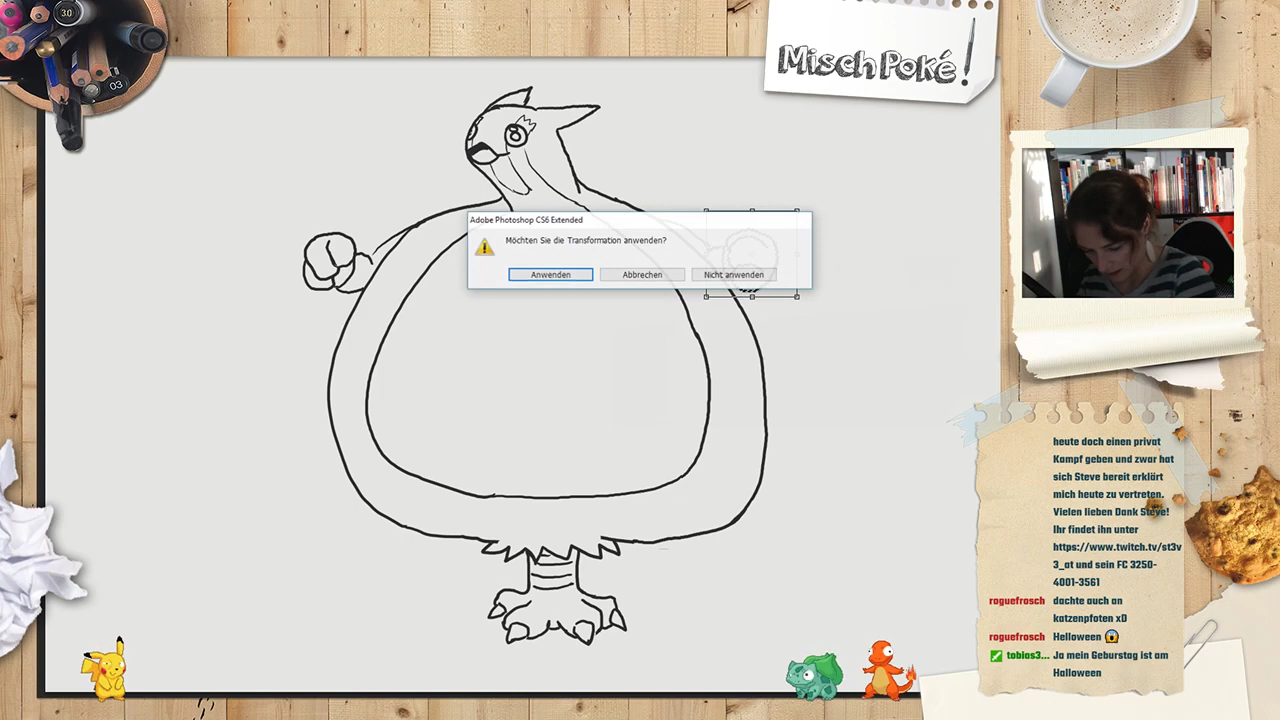 3.0
03
Misch Poké!
Adobe Photoshop CS6 Extended
Möchten Sie die Transformation anwenden?
Anwenden
Abbrechen
Nicht anwenden
heute doch einen privat
Kampf geben und zwar hat
sich Steve bereit erklärt
mich heute zu vertreten.
Vielen lieben Dank Steve!
Ihr findet ihn unter
https://www.twitch.tv/st3v
3_at und sein FC 3250-
4001-3561
roguefrosch dachte auch an
katzenpfoten xD
roguefrosch Helloween 😱
tobias3... Ja mein Geburstag ist am
Halloween